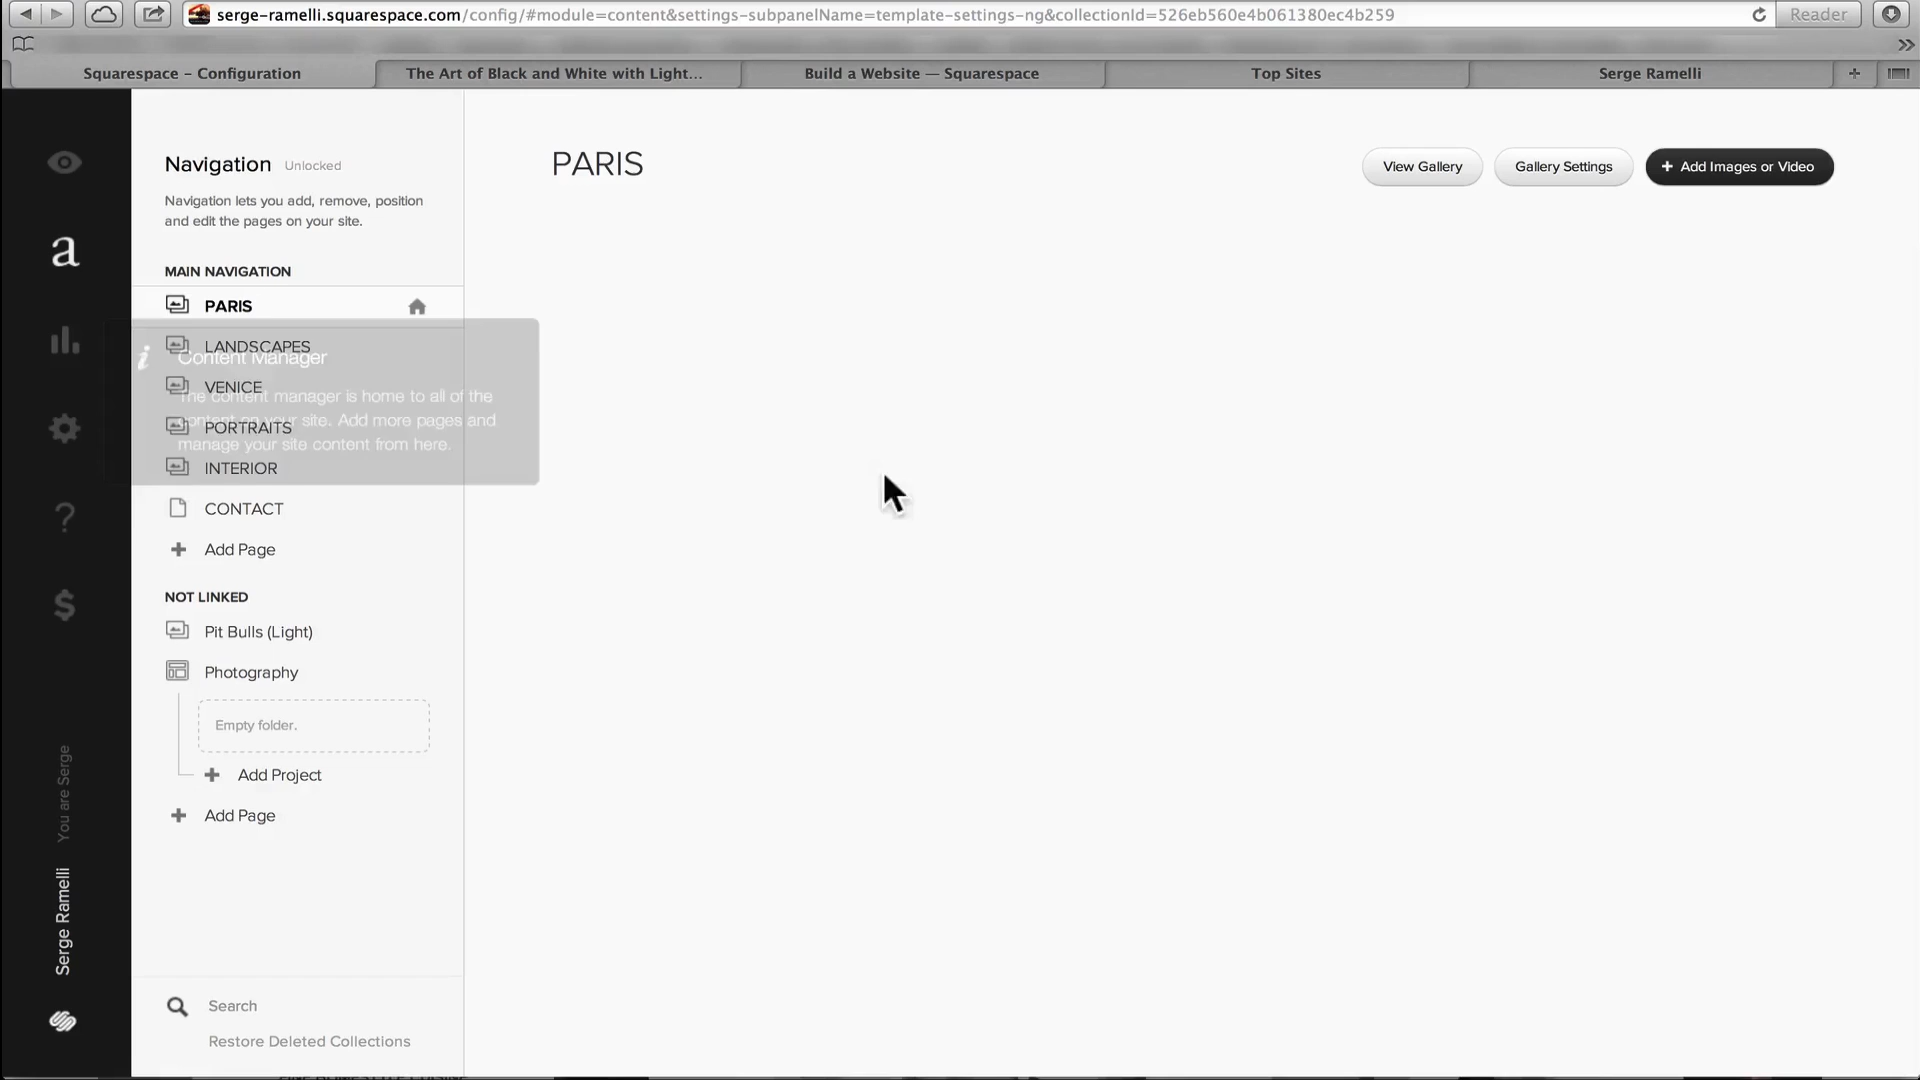 serge-ramelli.squarespace.com/config/#module=content&settings-subpanelName=template-settings-ng&collectionId=526eb560e4b061380ec4b259
Reader
Squarespace – Configuration
The Art of Black and White with Light...
Build a Website — Squarespace
Top Sites
Serge Ramelli
Navigation Unlocked
Navigation lets you add, remove, position
and edit the pages on your site.
MAIN NAVIGATION
PARIS
LANDSCAPES
VENICE
PORTRAITS
INTERIOR
CONTACT
Add Page
NOT LINKED
Pit Bulls (Light)
Photography
Empty folder.
Add Project
Add Page
Search
Restore Deleted Collections
Content Manager
The content manager is home to all of the
content on your site. Add more pages and
manage your site content from here.
You are Serge
Serge Ramelli
PARIS
View Gallery
Gallery Settings
+ Add Images or Video